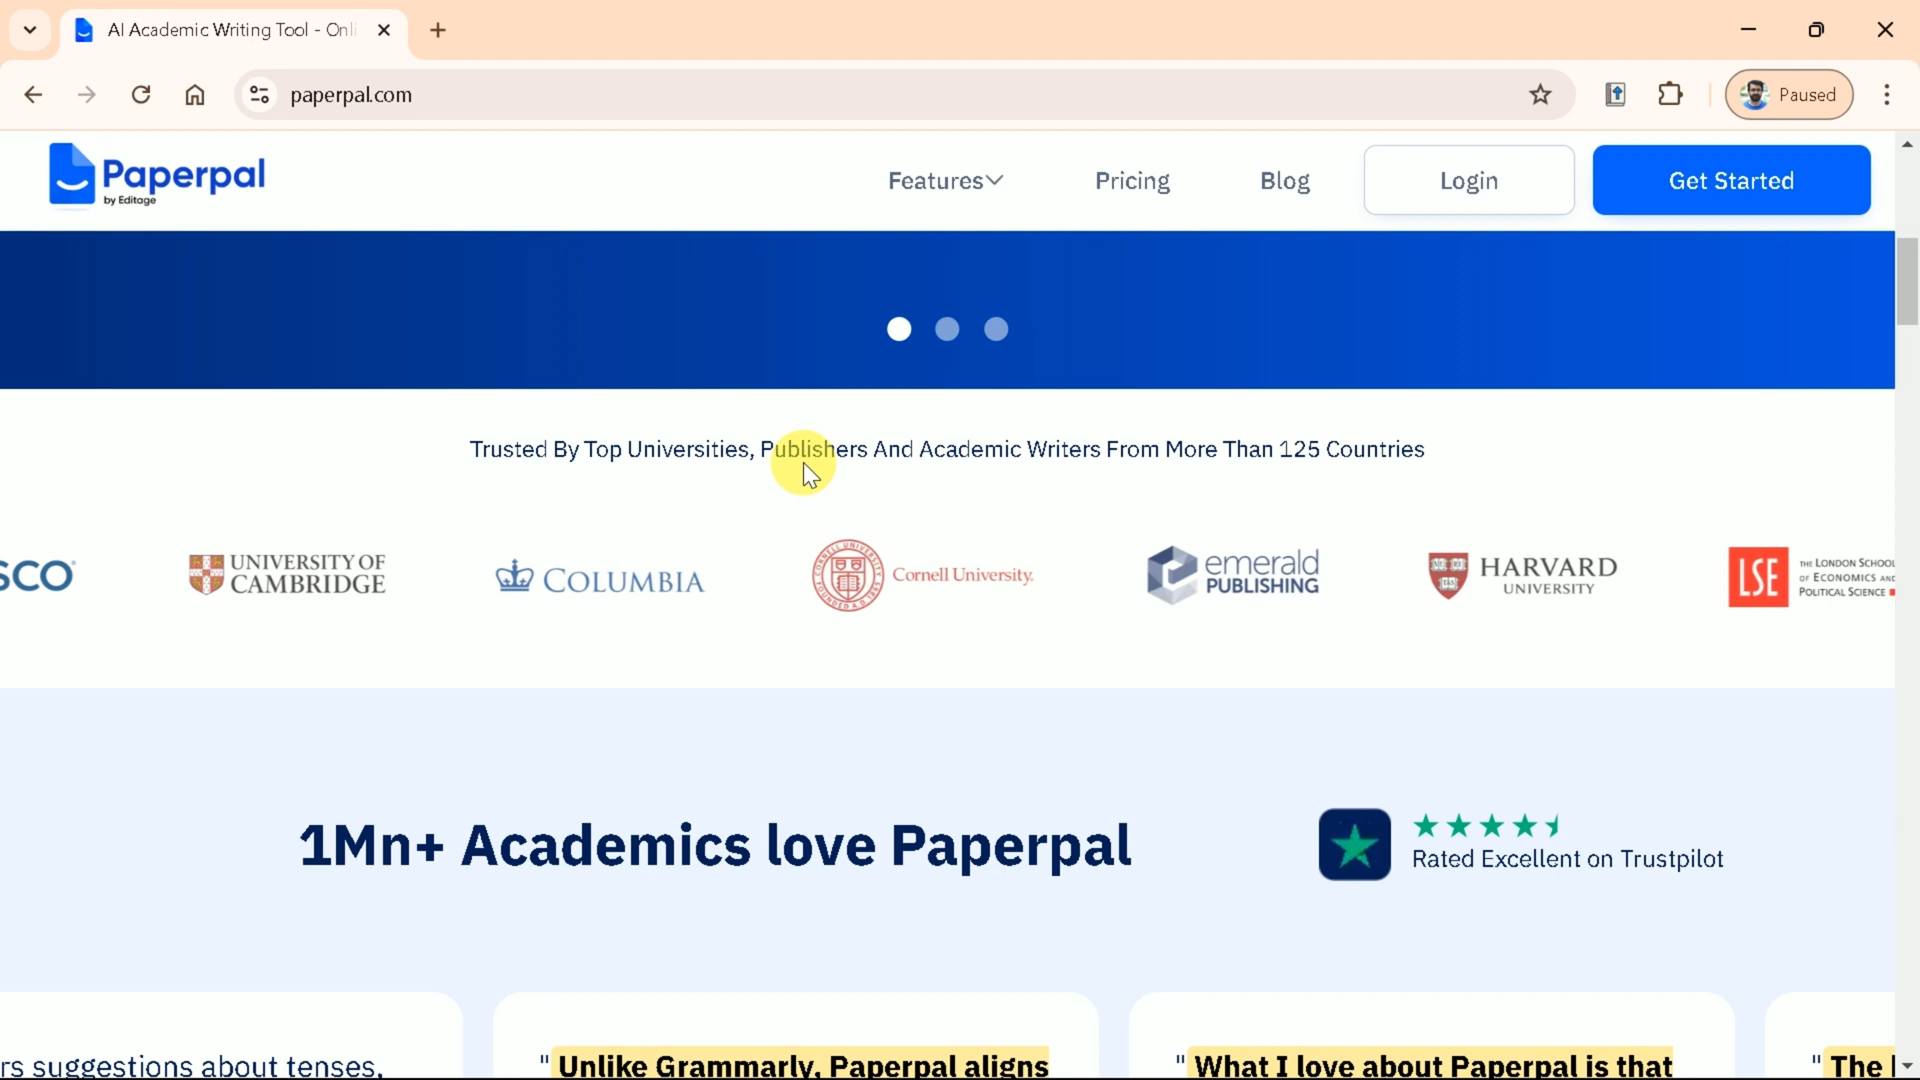 AI Academic Writing Tool - Onli
paperpal.com
Paused
Paperpal
by Editage
Features
Pricing
Blog
Login
Get Started
Trusted By Top Universities, Publishers And Academic Writers From More Than 125 Countries
SCO
UNIVERSITY OF
CAMBRIDGE
COLUMBIA
Cornell University.
emerald
PUBLISHING
HARVARD
UNIVERSITY
LSE
THE LONDON SCHOOL
OF ECONOMICS AND
POLITICAL SCIENCE
1Mn+ Academics love Paperpal
Rated Excellent on Trustpilot
rs suggestions about tenses,
" Unlike Grammarly, Paperpal aligns
" What I love about Paperpal is that
" The